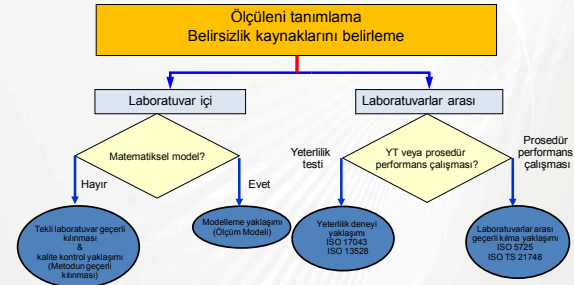 Ölçüleni tanımlama
Belirsizlik kaynaklarını belirleme
Laboratuvar içi
Laboratuvarlar arası
Matematiksel model?
Hayır
Evet
Yeterlilik
testi
YT veya prosedür
performans çalışması?
Prosedür
performans
çalışması
Tekli laboratuvar geçerli
kılınması
&
kalite kontrol yaklaşımı
(Metodun geçerli
kılınması)
Modelleme yaklaşımı
(Ölçüm Modeli)
Yeterlilik deneyi
yaklaşımı
ISO 17043
ISO 13528
Laboratuvarlar arası
geçerli kılma yaklaşımı
ISO 5725
ISO TS 21748